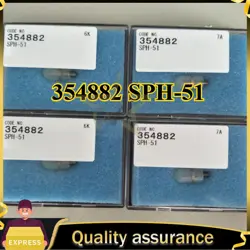 CODE NO. 6K
354882
SPH-51
CODE NO. 7A
354882
SPH-51
354882 SPH-51
CODE NO. 6K
354882
SPH-51
CODE NO. 7A
354882
SPH-51
EXPRESS
Quality assurance